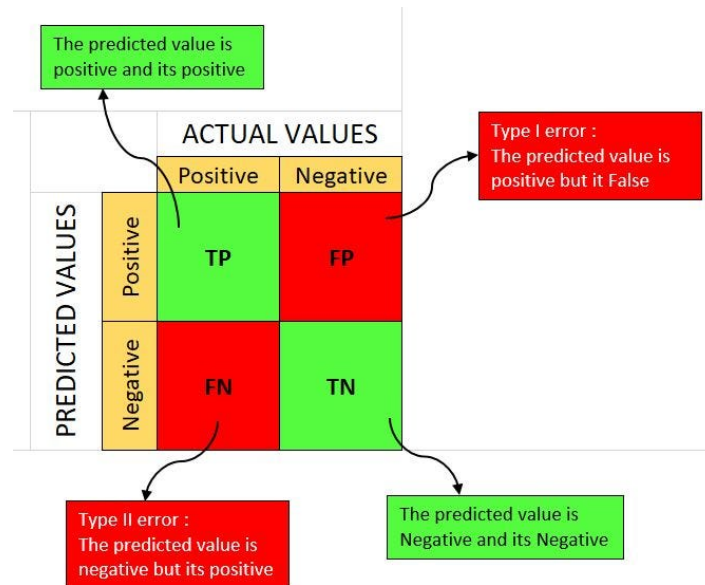 The predicted value is
positive and its positive
ACTUAL VALUES
Positive
Negative
Type I error :
The predicted value is
positive but it False
PREDICTED VALUES
Positive
TP
FP
Negative
FN
TN
Type II error :
The predicted value is
negative but its positive
The predicted value is
Negative and its Negative